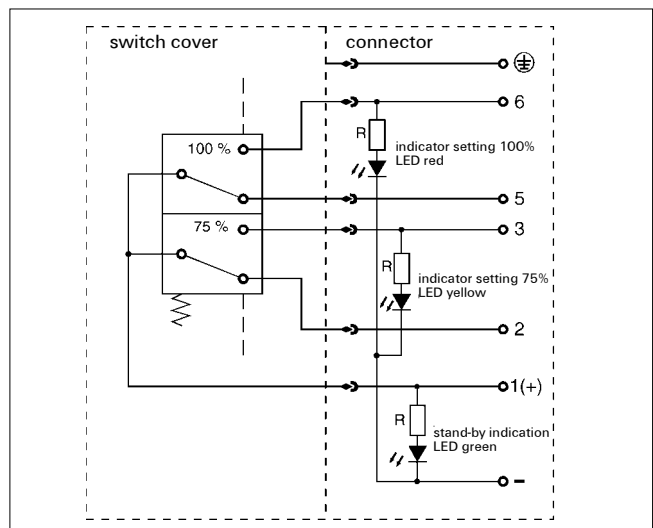 switch cover
connector
6
R
indicator setting 100%
LED red
100 %
5
75 %
3
R
indicator setting 75%
LED yellow
2
1(+)
R
stand-by indication
LED green
–